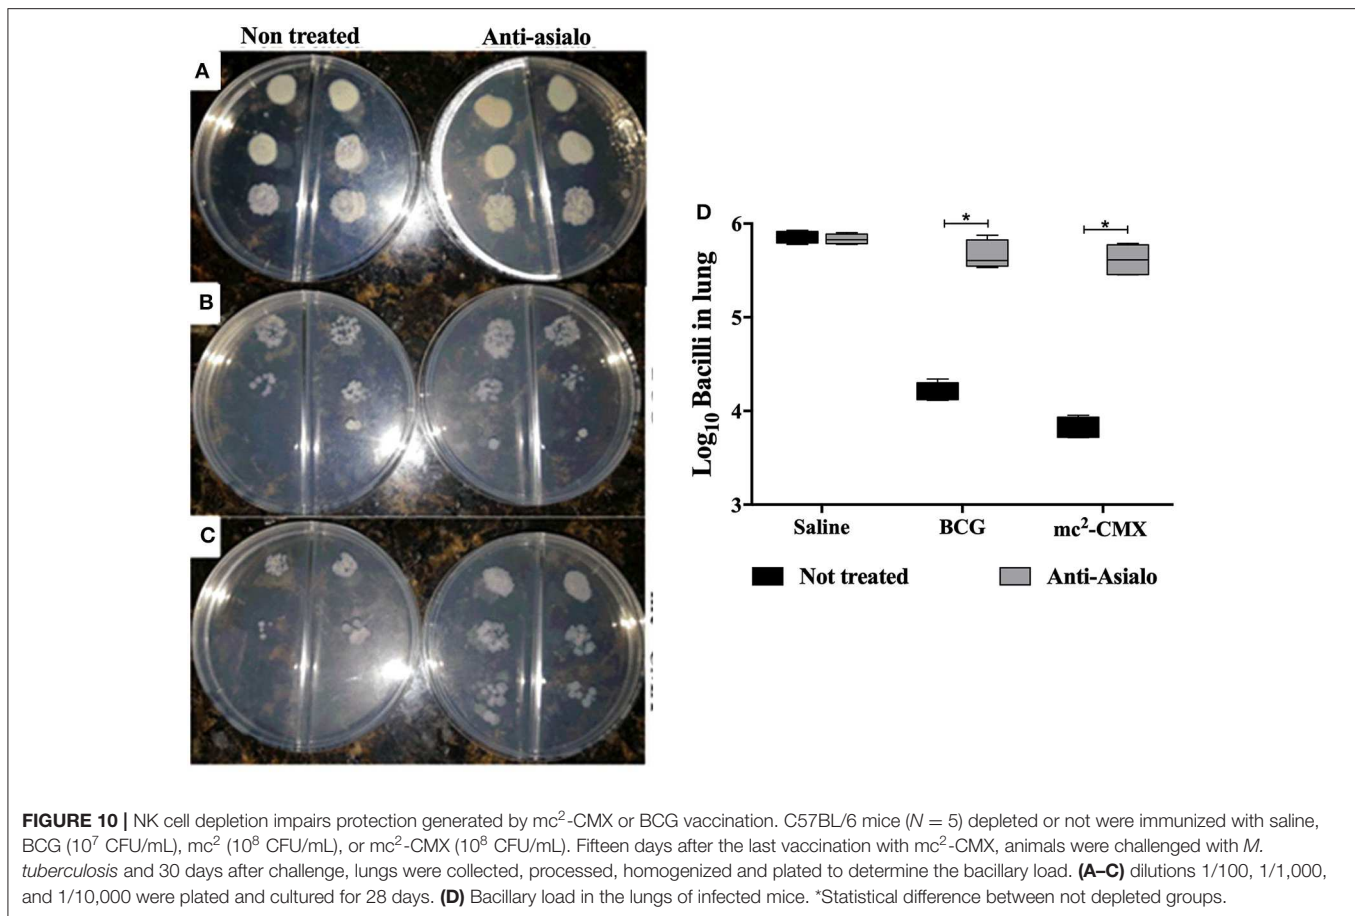 Non treated
Anti-asialo
A
B
C
D
6
5
4
3
Log₁₀ Bacilli in lung
*
*
Saline
BCG
mc²-CMX
Not treated
Anti-Asialo
FIGURE 10 | NK cell depletion impairs protection generated by mc²-CMX or BCG vaccination. C57BL/6 mice (N = 5) depleted or not were immunized with saline,
BCG (10⁷ CFU/mL), mc² (10⁸ CFU/mL), or mc²-CMX (10⁸ CFU/mL). Fifteen days after the last vaccination with mc²-CMX, animals were challenged with M.
tuberculosis and 30 days after challenge, lungs were collected, processed, homogenized and plated to determine the bacillary load. (A–C) dilutions 1/100, 1/1,000,
and 1/10,000 were plated and cultured for 28 days. (D) Bacillary load in the lungs of infected mice. *Statistical difference between not depleted groups.